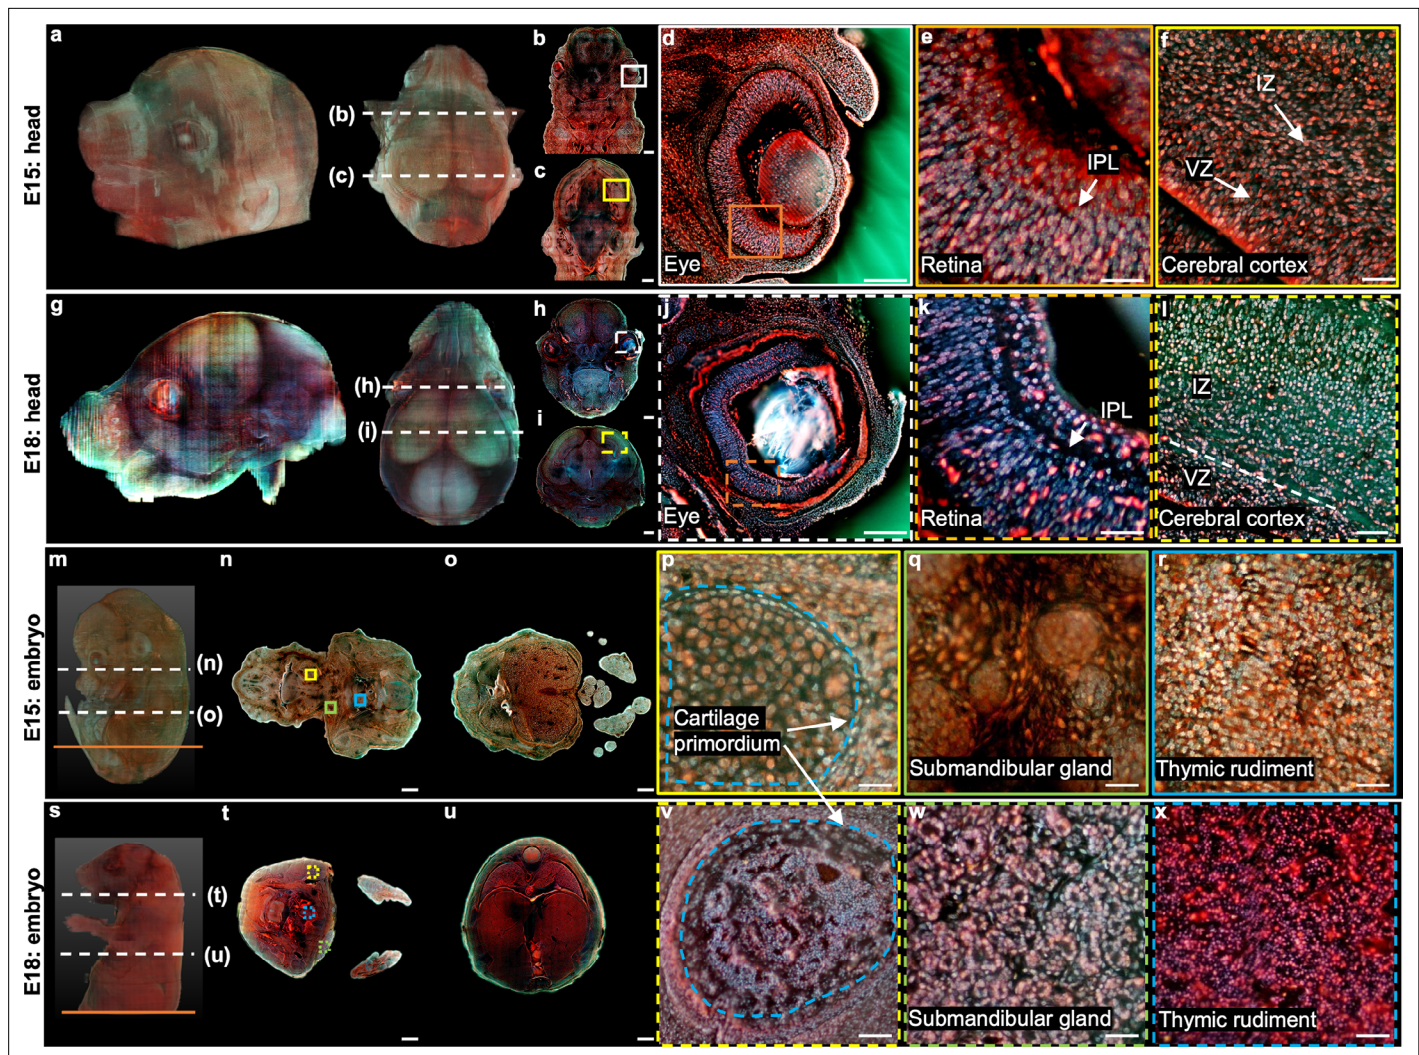 E15: head
a
(b)
(c)
b
c
d
Eye
e
IPL
Retina
f
IZ
VZ
Cerebral cortex
E18: head
g
(h)
(i)
h
i
j
Eye
k
IPL
Retina
l
IZ
VZ
Cerebral cortex
E15: embryo
m
(n)
(o)
n
o
p
Cartilage
primordium
q
Submandibular gland
r
Thymic rudiment
E18: embryo
s
(t)
(u)
t
u
v
w
Submandibular gland
x
Thymic rudiment